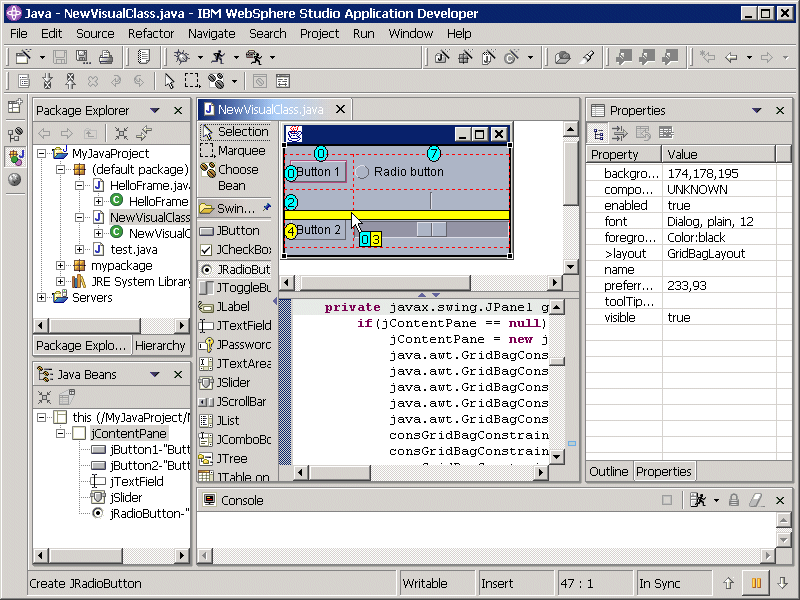 Java - NewVisualClass.java - IBM WebSphere Studio Application Developer
File Edit Source Refactor Navigate Search Project Run Window Help
Package Explorer
MyJavaProject
(default package)
HelloFrame.java
HelloFrame
NewVisualClass
NewVisualC
test.java
mypackage
JRE System Library
Servers
Package Explo... Hierarchy
Java Beans
this (/MyJavaProject/N
jContentPane
jButton1-"Butt
jButton2-"Butt
jTextField
jSlider
jRadioButton-"
NewVisualClass.java
Selection
Marquee
Choose
Bean
Swin...
JButton
JCheckBox
JRadioBut
JToggleBu
JLabel
JTextField
JPassword
JTextArea
JSlider
JScrollBar
JList
JComboBo
JTree
JTable on
0 7
0 Button 1 Radio button
2
4 Button 2
0 3
private javax.swing.JPanel g
if(jContentPane == null)
jContentPane = new j
java.awt.GridBagCons
java.awt.GridBagCons
java.awt.GridBagCons
java.awt.GridBagCons
java.awt.GridBagCons
consGridBagConstrain
consGridBagConstrain
Properties
Property Value
backgro... 174,178,195
compo... UNKNOWN
enabled true
font Dialog, plain, 12
foregro... Color:black
>layout GridBagLayout
name
preferr... 233,93
toolTip...
visible true
Outline Properties
Console
Create JRadioButton
Writable
Insert
47 : 1
In Sync